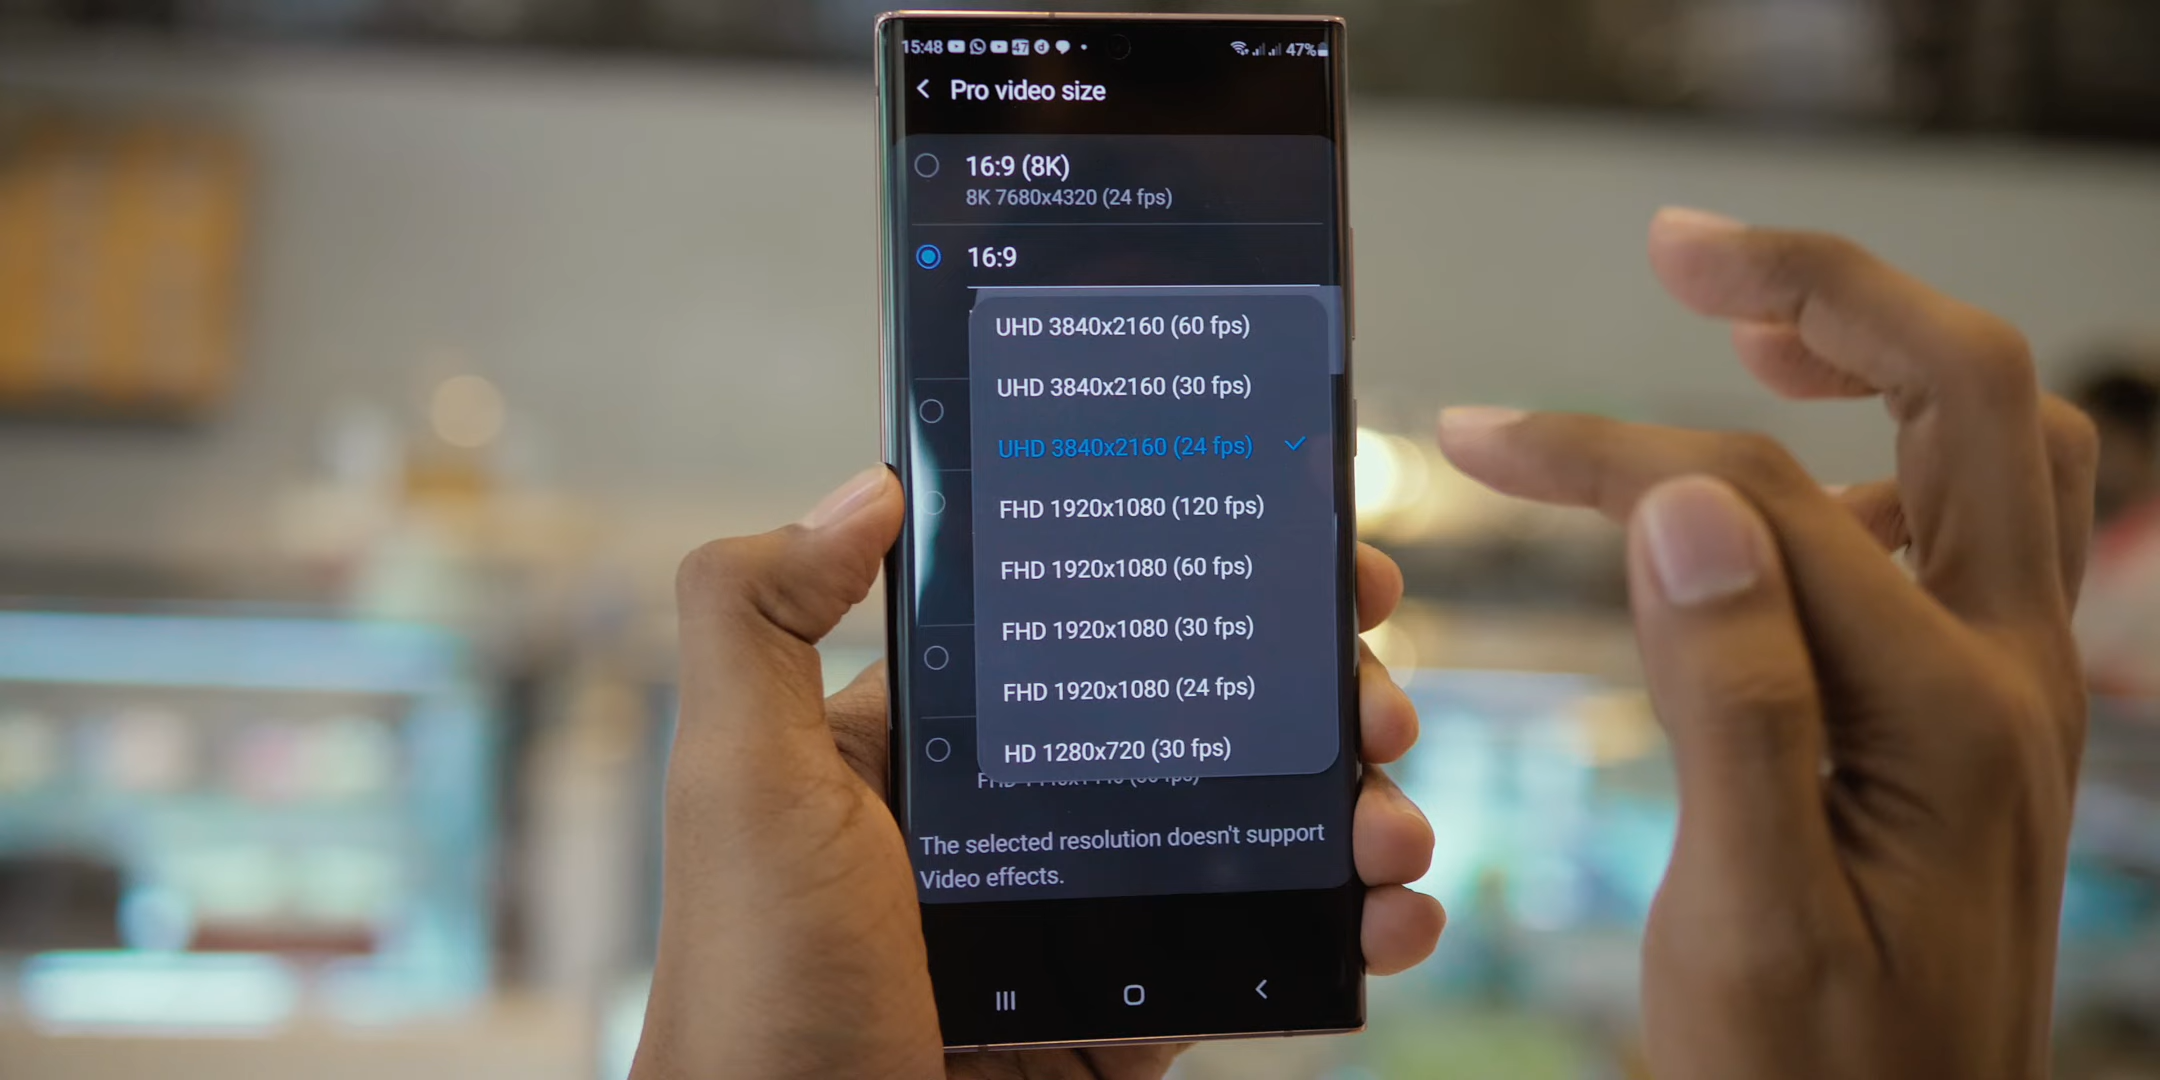 15:48 47 47%
Pro video size
16:9 (8K)
8K 7680x4320 (24 fps)
16:9
UHD 3840x2160 (60 fps)
UHD 3840x2160 (30 fps)
UHD 3840x2160 (24 fps)
FHD 1920x1080 (120 fps)
FHD 1920x1080 (60 fps)
FHD 1920x1080 (30 fps)
FHD 1920x1080 (24 fps)
HD 1280x720 (30 fps)
The selected resolution doesn't support
Video effects.